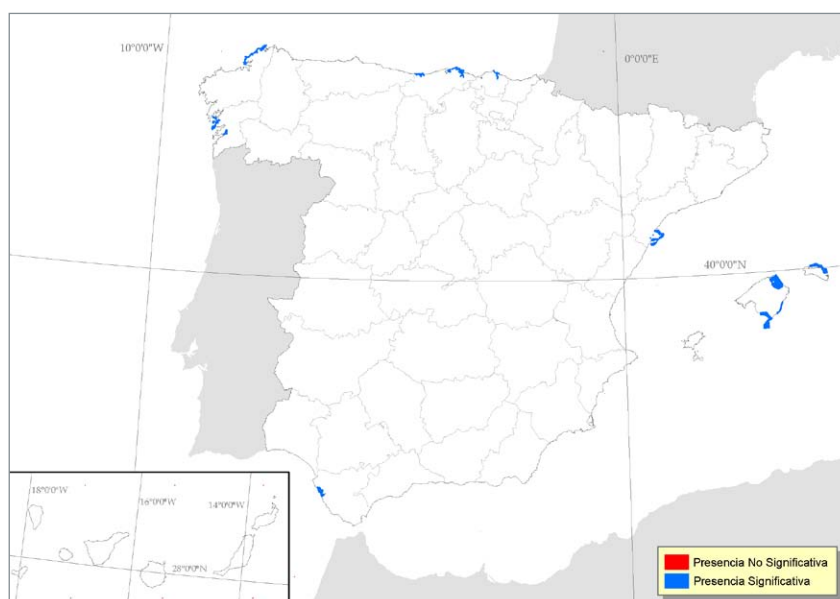 10°0'0"W
0°0'0"E
40°0'0"N
18°0'0"W
16°0'0"W
14°0'0"W
28°0'0"N
Presencia No Significativa
Presencia Significativa